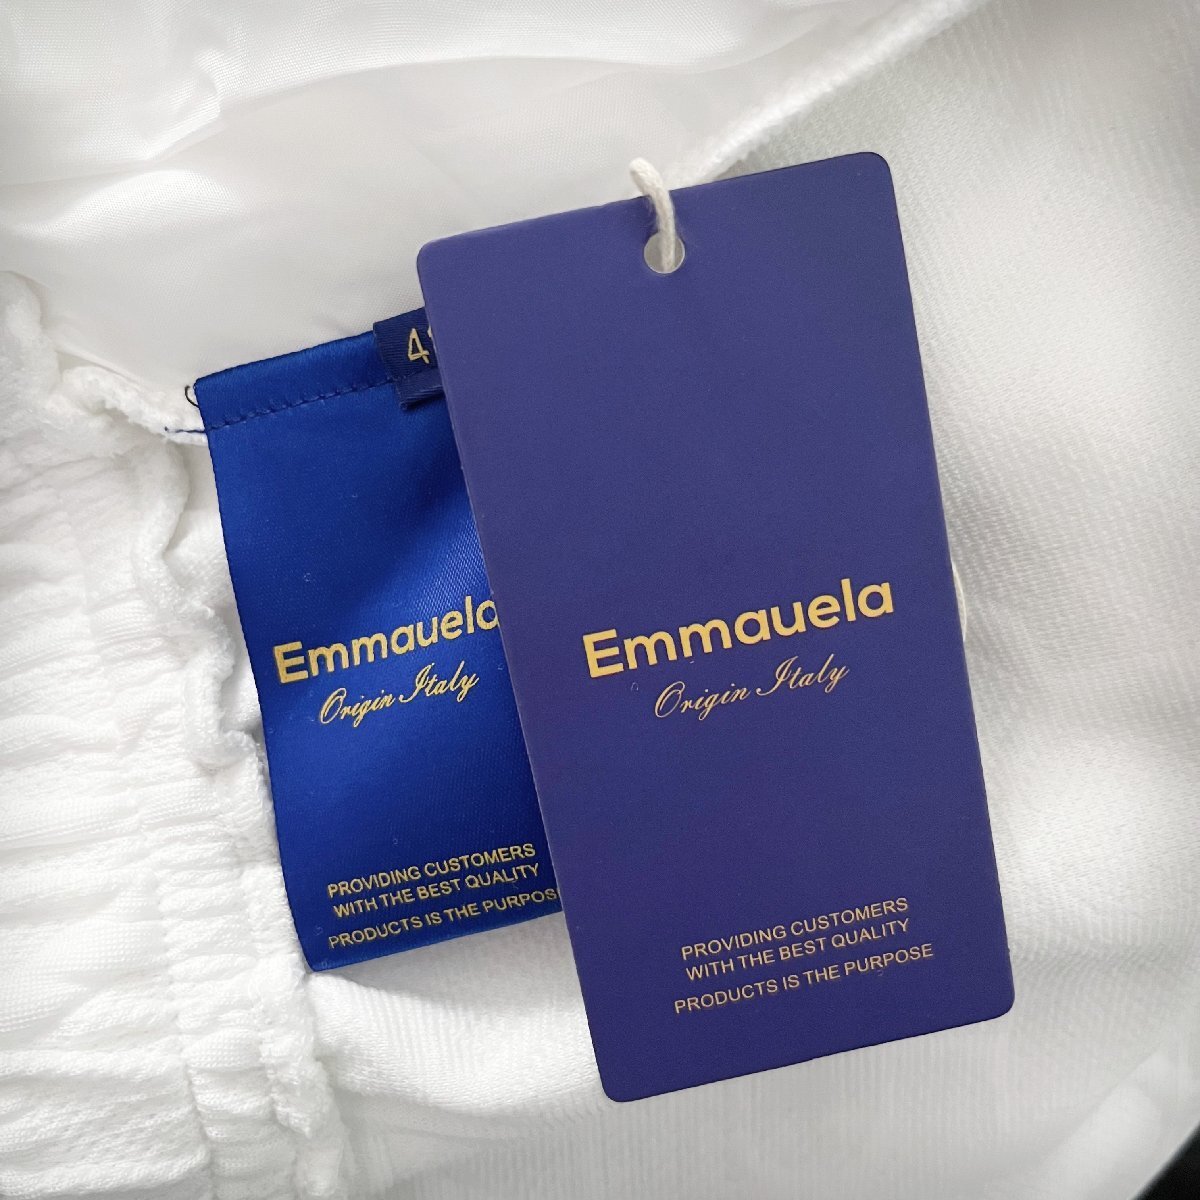 Emmauela
Origin Italy
PROVIDING CUSTOMERS
WITH THE BEST QUALITY
PRODUCTS IS THE PURPOSE
Emmauela
Origin Italy
PROVIDING CUSTOMERS
WITH THE BEST QUALITY
PRODUCTS IS THE PURPOSE